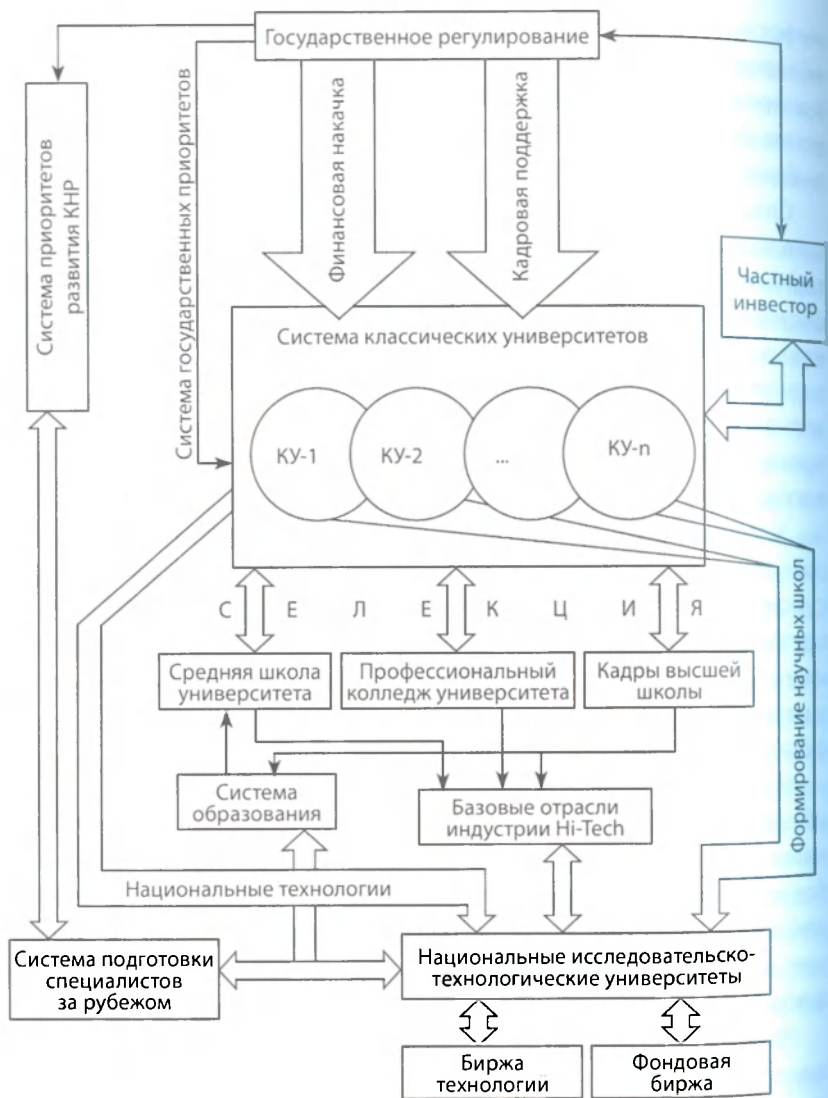 Государственное регулирование
Система приоритетов
развития КНР
Система государственных приоритетов
Финансовая накачка
Кадровая поддержка
Частный
инвестор
Система классических университетов
КУ-1
КУ-2
...
КУ-n
С Е Л Е К Ц И Я
Средняя школа
университета
Профессиональный
колледж университета
Кадры высшей
школы
Формирование научных школ
Система
образования
Базовые отрасли
индустрии Hi-Tech
Национальные технологии
Система подготовки
специалистов
за рубежом
Национальные исследовательско-
технологические университеты
Биржа
технологии
Фондовая
биржа